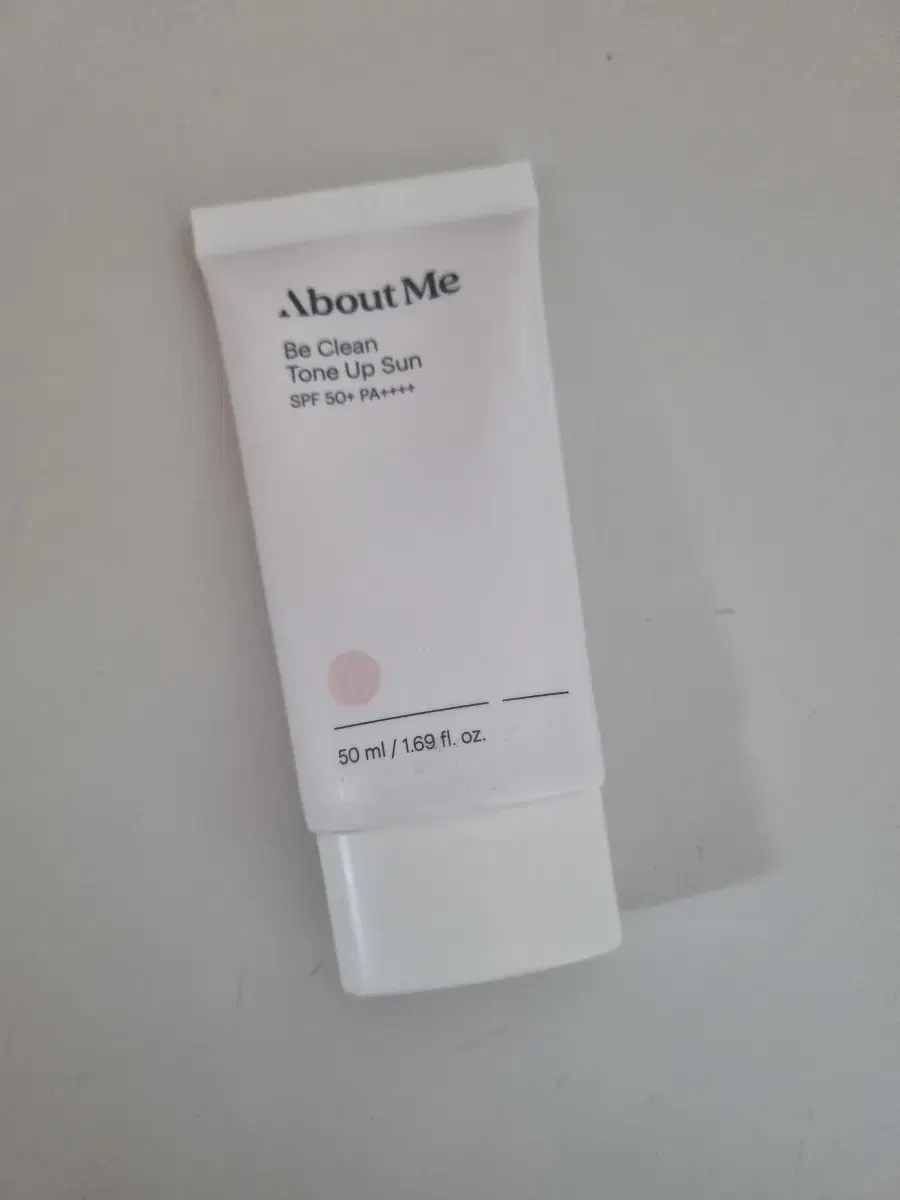 About Me
Be Clean
Tone Up Sun
SPF 50+ PA++++
50 ml / 1.69 fl. oz.